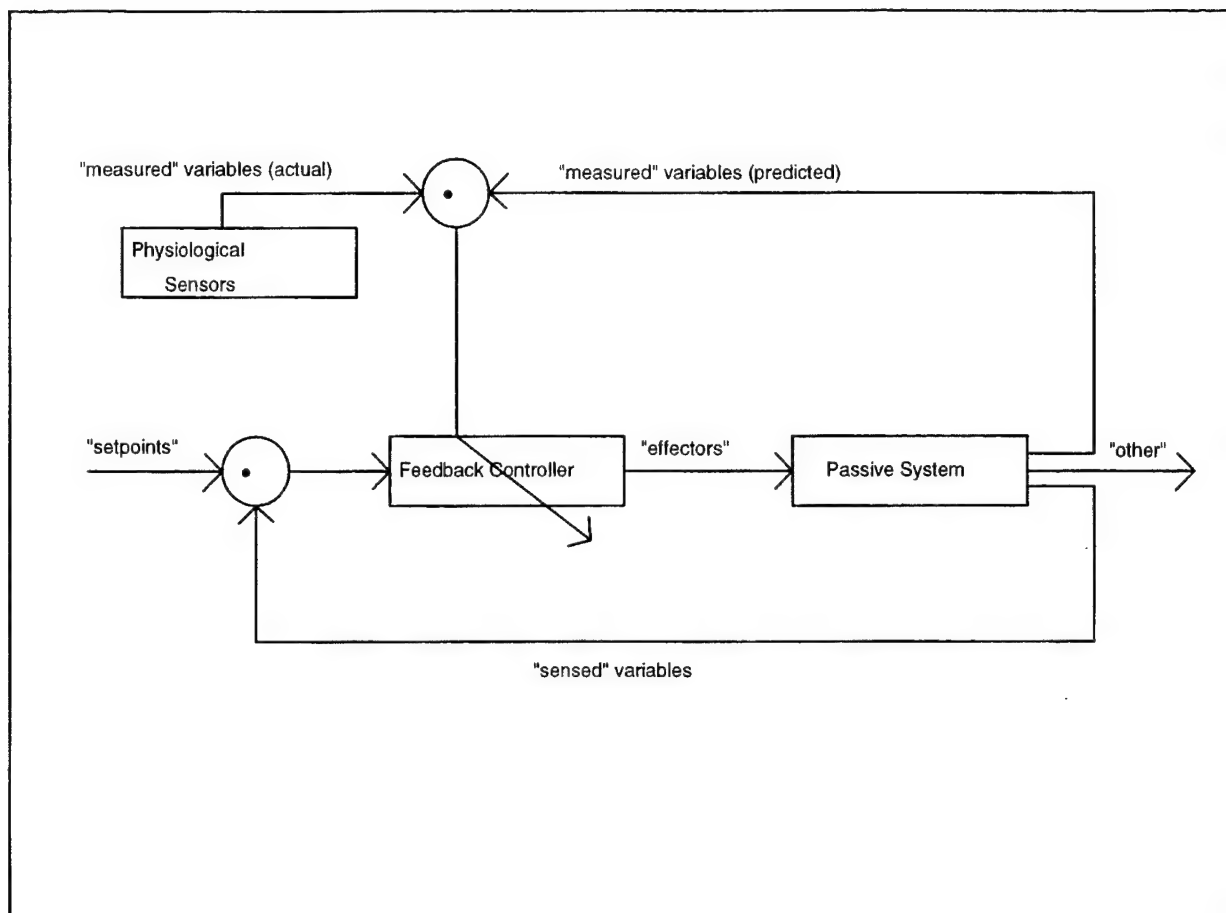 "measured" variables (actual)
"measured" variables (predicted)
Physiological
Sensors
"setpoints"
Feedback Controller
"effectors"
Passive System
"other"
"sensed" variables